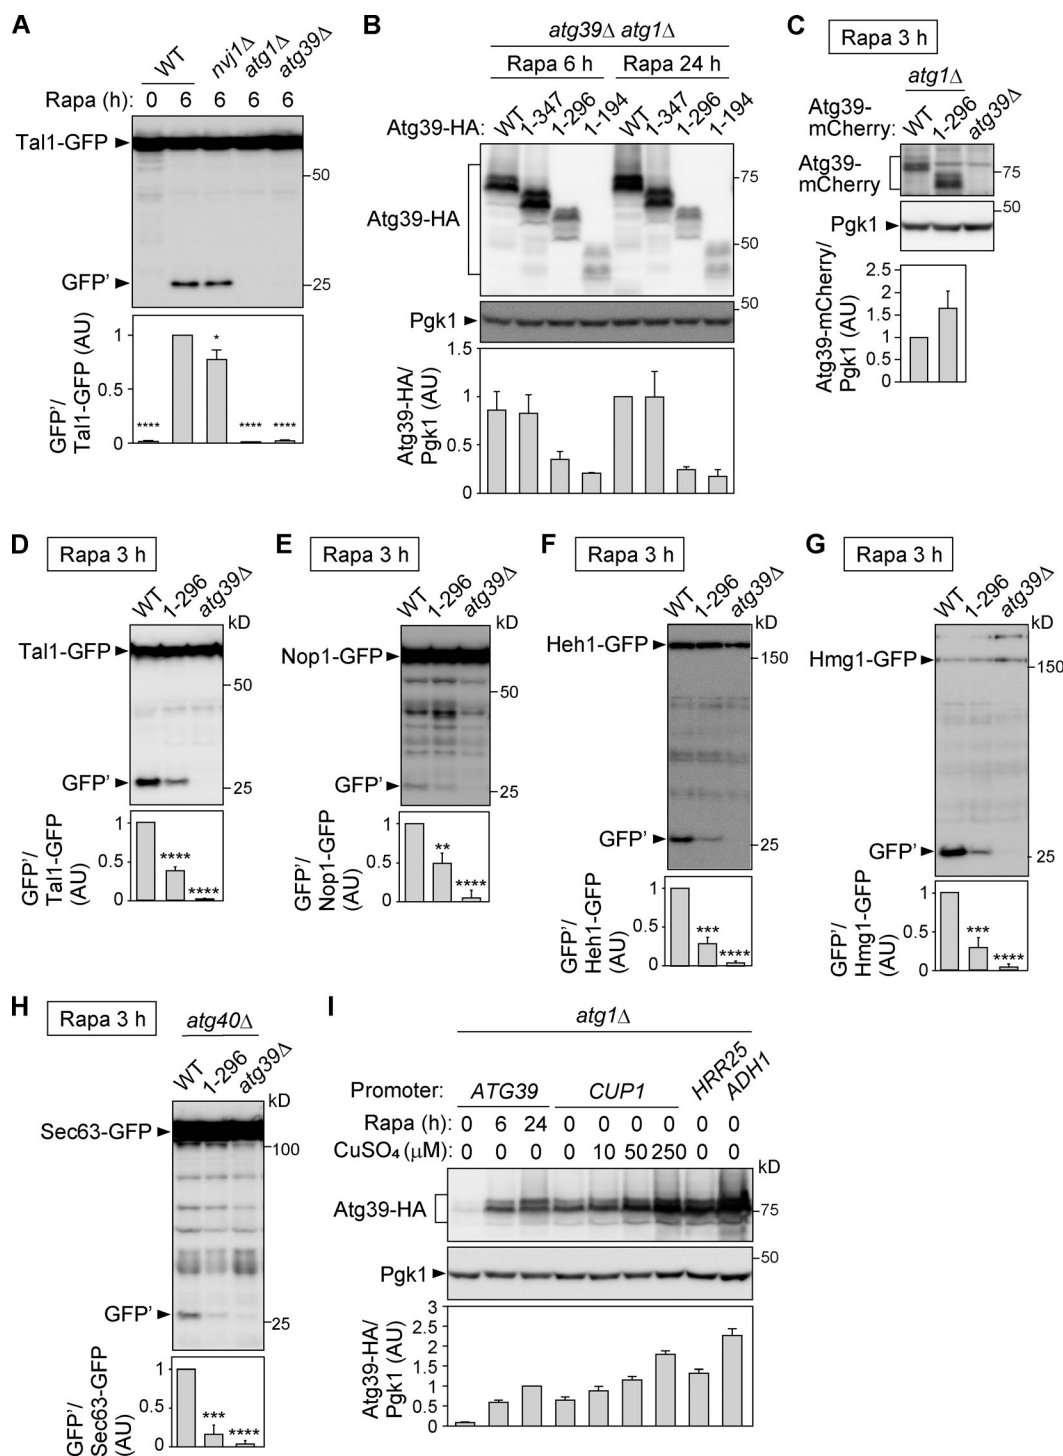 A
WT
nvj1Δ
atg1Δ
atg39Δ
Rapa (h): 0 6 6 6 6
Tal1-GFP
50
GFP'
25
GFP'/
Tal1-GFP (AU)
1
0.5
0
**** * **** ****
B
atg39Δ atg1Δ
Rapa 6 h Rapa 24 h
Atg39-HA: WT 1-347 1-296 1-194 WT 1-347 1-296 1-194
Atg39-HA
75
50
50
Pgk1
Atg39-HA/
Pgk1 (AU)
1.5
1
0.5
0
C
Rapa 3 h
atg1Δ
Atg39-
mCherry: WT 1-296 atg39Δ
Atg39-
mCherry
75
50
Pgk1
Atg39-mCherry/
Pgk1 (AU)
2.5
2
1.5
1
0.5
0
D
Rapa 3 h
WT 1-296 atg39Δ
kD
Tal1-GFP
50
GFP'
25
GFP'/
Tal1-GFP
(AU)
1
0.5
0
**** ****
E
Rapa 3 h
WT 1-296 atg39Δ
kD
Nop1-GFP
50
GFP'
25
GFP'/
Nop1-GFP
(AU)
1
0.5
0
** ****
F
Rapa 3 h
WT 1-296 atg39Δ
kD
Heh1-GFP
150
GFP'
25
GFP'/
Heh1-GFP
(AU)
1
0.5
0
*** ****
G
Rapa 3 h
WT 1-296 atg39Δ
kD
Hmg1-GFP
150
GFP'
25
GFP'/
Hmg1-GFP
(AU)
1
0.5
0
*** ****
H
Rapa 3 h
atg40Δ
WT 1-296 atg39Δ
kD
Sec63-GFP
100
GFP'
25
GFP'/
Sec63-GFP
(AU)
1
0.5
0
*** ****
I
atg1Δ
Promoter: ATG39 CUP1 HRR25 ADH1
Rapa (h): 0 6 24 0 0 0 0 0 0
CuSO₄ (μM): 0 0 0 0 10 50 250 0 0
kD
Atg39-HA
75
50
Pgk1
Atg39-HA/
Pgk1 (AU)
3
2.5
2
1.5
1
0.5
0